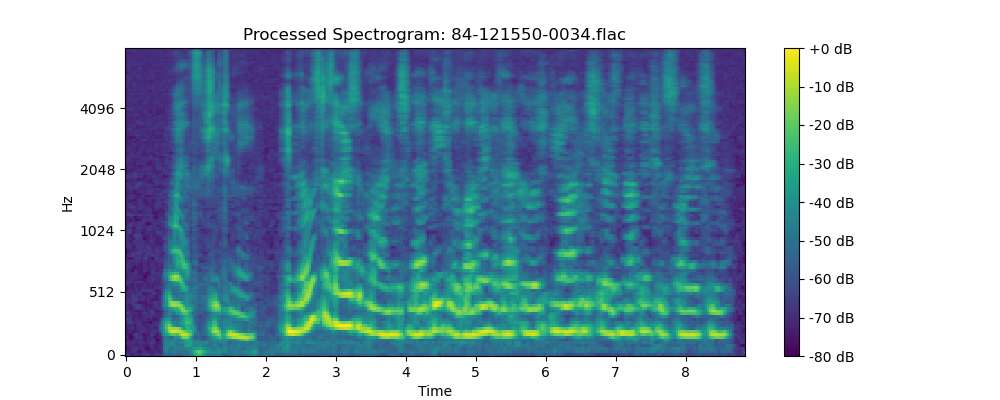 Processed Spectrogram: 84-121550-0034.flac
Hz
4096
2048
1024
512
0
0 1 2 3 4 5 6 7 8
Time
+0 dB
-10 dB
-20 dB
-30 dB
-40 dB
-50 dB
-60 dB
-70 dB
-80 dB